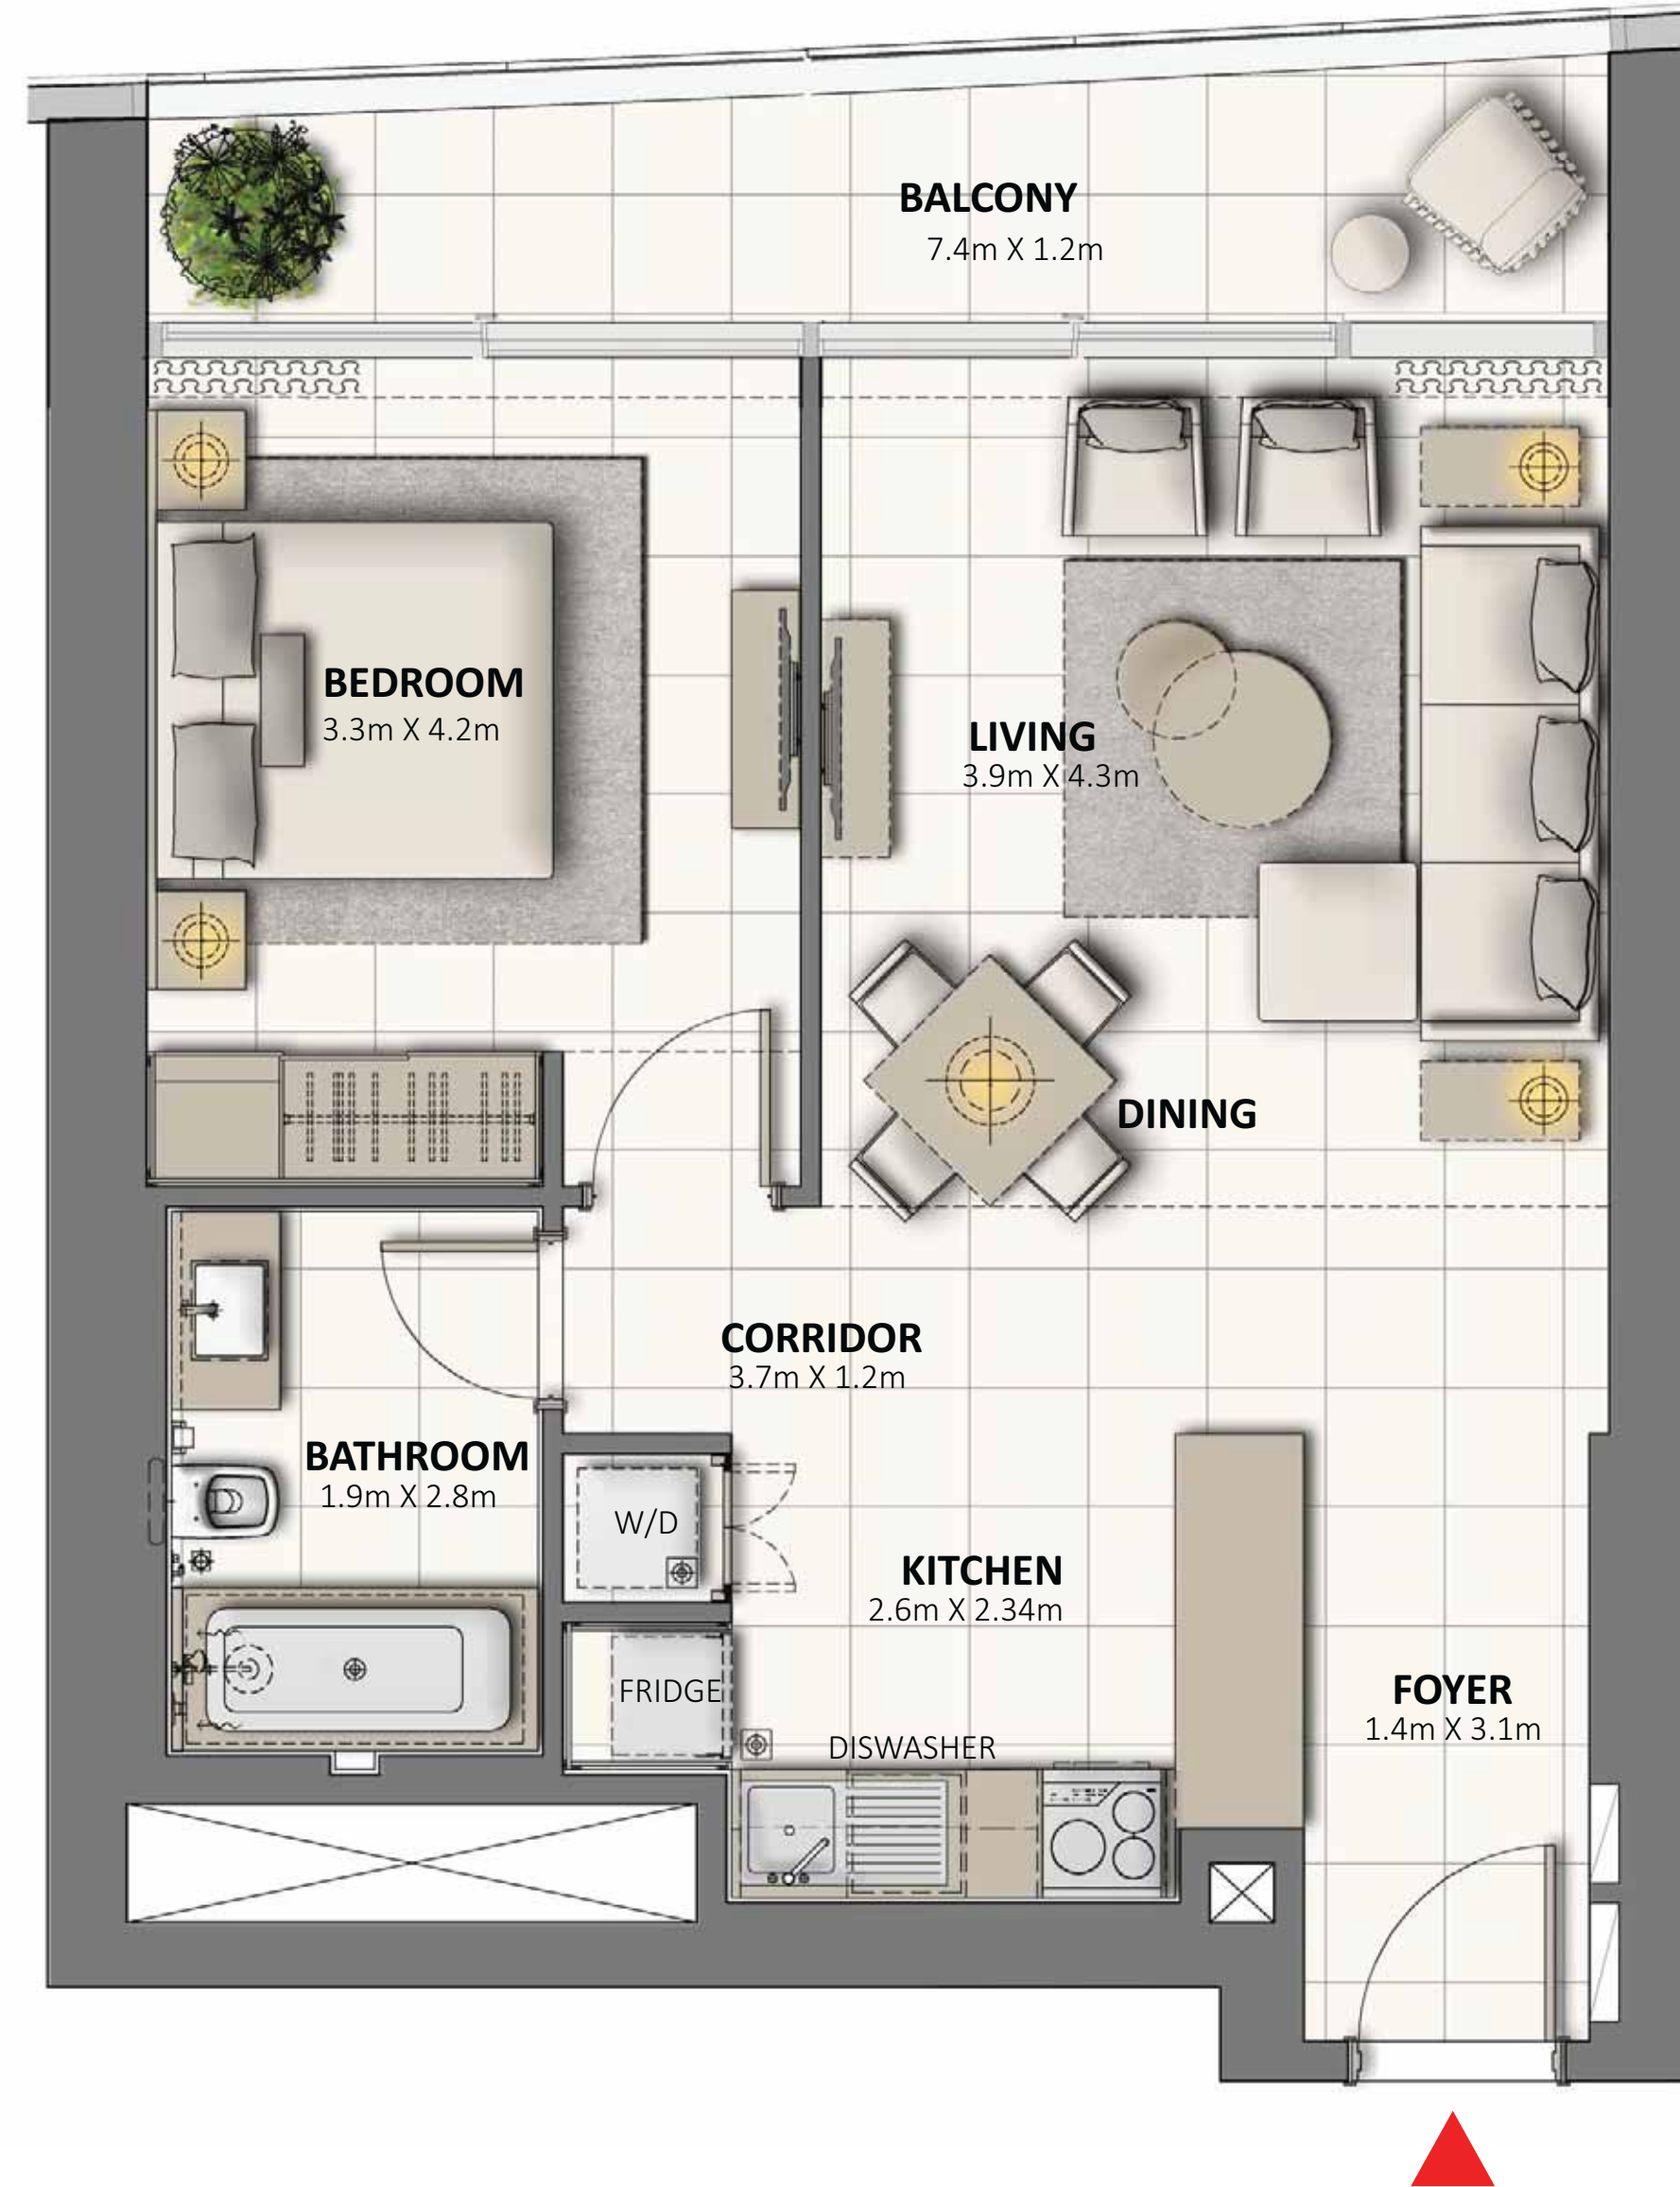 BALCONY
7.4m X 1.2m
BEDROOM
3.3m X 4.2m
LIVING
3.9m X 4.3m
DINING
CORRIDOR
3.7m X 1.2m
BATHROOM
1.9m X 2.8m
W/D
KITCHEN
2.6m X 2.34m
FRIDGE
FOYER
1.4m X 3.1m
DISWASHER